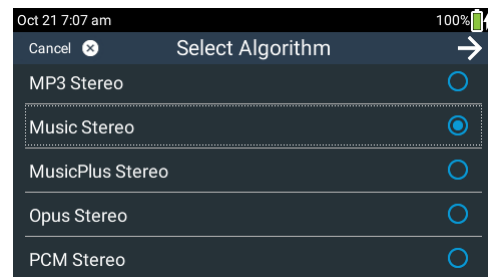 Oct 21 7:07 am 100%
Cancel Select Algorithm
MP3 Stereo
Music Stereo
MusicPlus Stereo
Opus Stereo
PCM Stereo